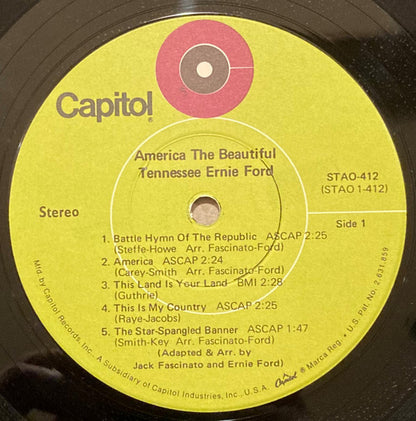 Capitol®
America The Beautiful
Tennessee Ernie Ford
STAO-412
(STAO 1-412)
Stereo
Side 1
1. Battle Hymn Of The Republic ASCAP 2:25
(Steffe-Howe Arr. Fascinato-Ford)
2. America ASCAP 2:24
(Carey-Smith Arr. Fascinato-Ford)
3. This Land Is Your Land BMI 2:28
(Guthrie)
4. This Is My Country ASCAP 2:25
(Raye-Jacobs)
5. The Star-Spangled Banner ASCAP 1:47
(Smith-Key Arr. Fascinato-Ford)
(Adapted & Arr. by
Jack Fascinato and Ernie Ford)
Mfd. by Capitol Records, Inc., A Subsidiary of Capitol Industries, Inc., U.S.A. Capitol ® Marca Reg. • U.S. Pat. No. 2,631,859